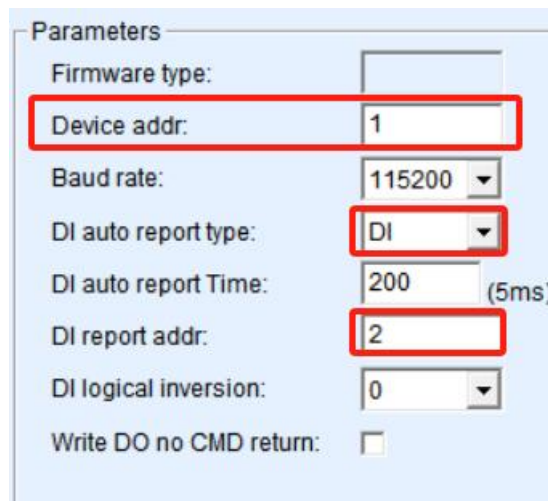 Parameters
Firmware type:
Device addr: 1
Baud rate: 115200
DI auto report type: DI
DI auto report Time: 200 (5ms)
DI report addr: 2
DI logical inversion: 0
Write DO no CMD return: